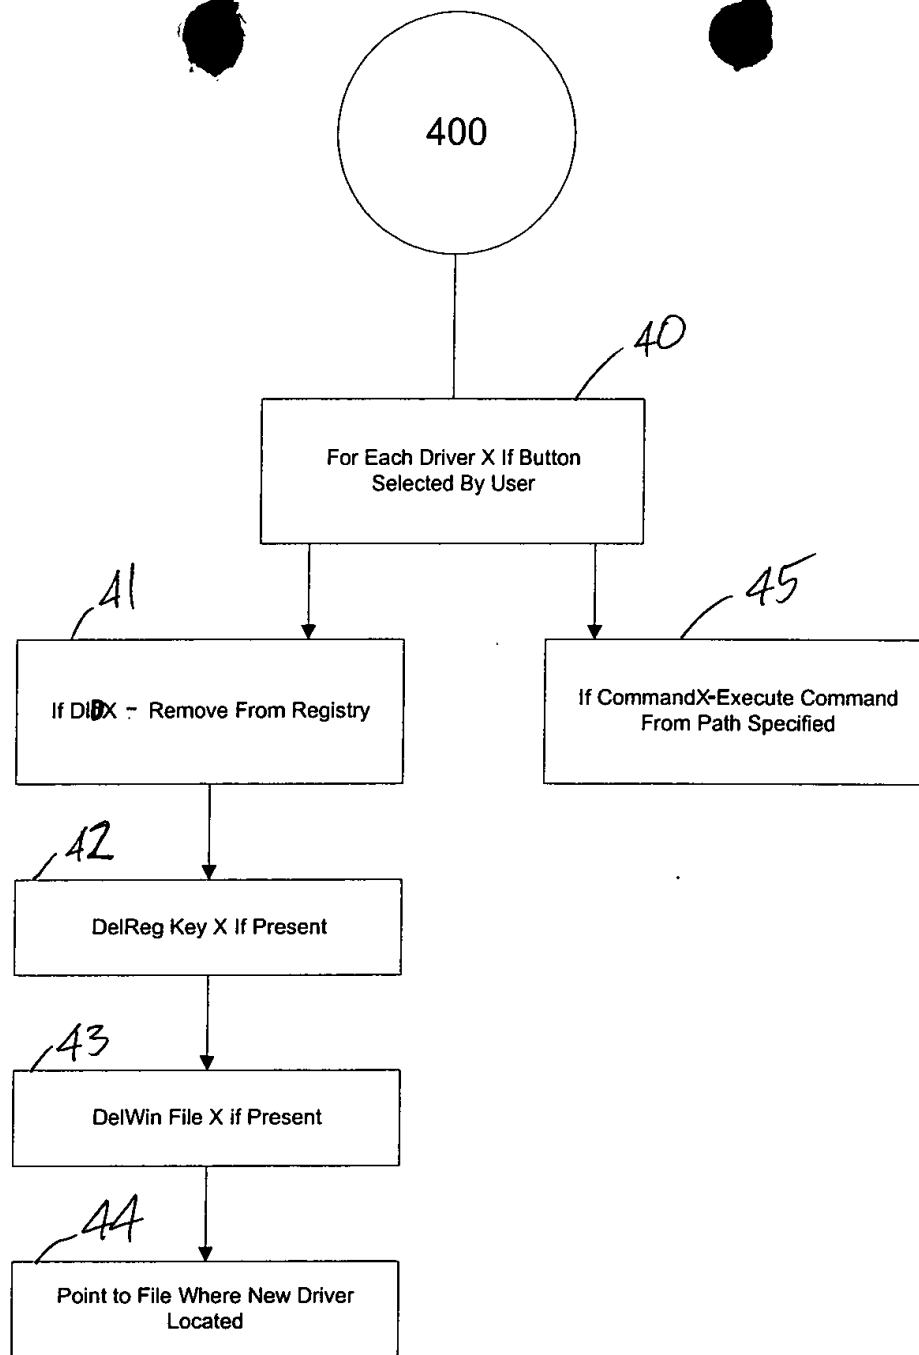 400
40
For Each Driver X If Button
Selected By User
41
If DIDX - Remove From Registry
45
If CommandX-Execute Command
From Path Specified
42
DelReg Key X If Present
43
DelWin File X if Present
44
Point to File Where New Driver
Located